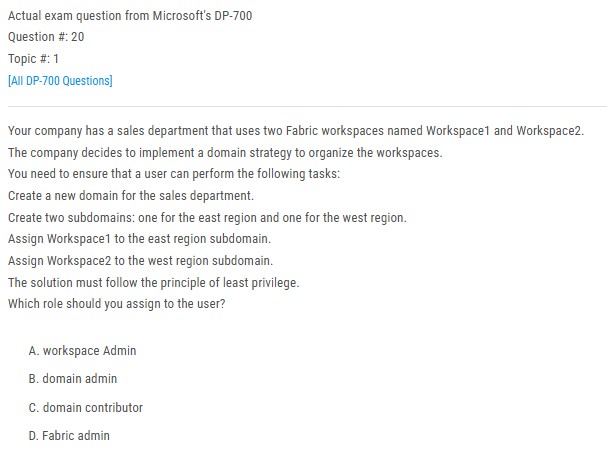 Actual exam question from Microsoft's DP-700
Question #: 20
Topic #: 1
[All DP-700 Questions]
Your company has a sales department that uses two Fabric workspaces named Workspace1 and Workspace2.
The company decides to implement a domain strategy to organize the workspaces.
You need to ensure that a user can perform the following tasks:
Create a new domain for the sales department.
Create two subdomains: one for the east region and one for the west region.
Assign Workspace1 to the east region subdomain.
Assign Workspace2 to the west region subdomain.
The solution must follow the principle of least privilege.
Which role should you assign to the user?
A. workspace Admin
B. domain admin
C. domain contributor
D. Fabric admin